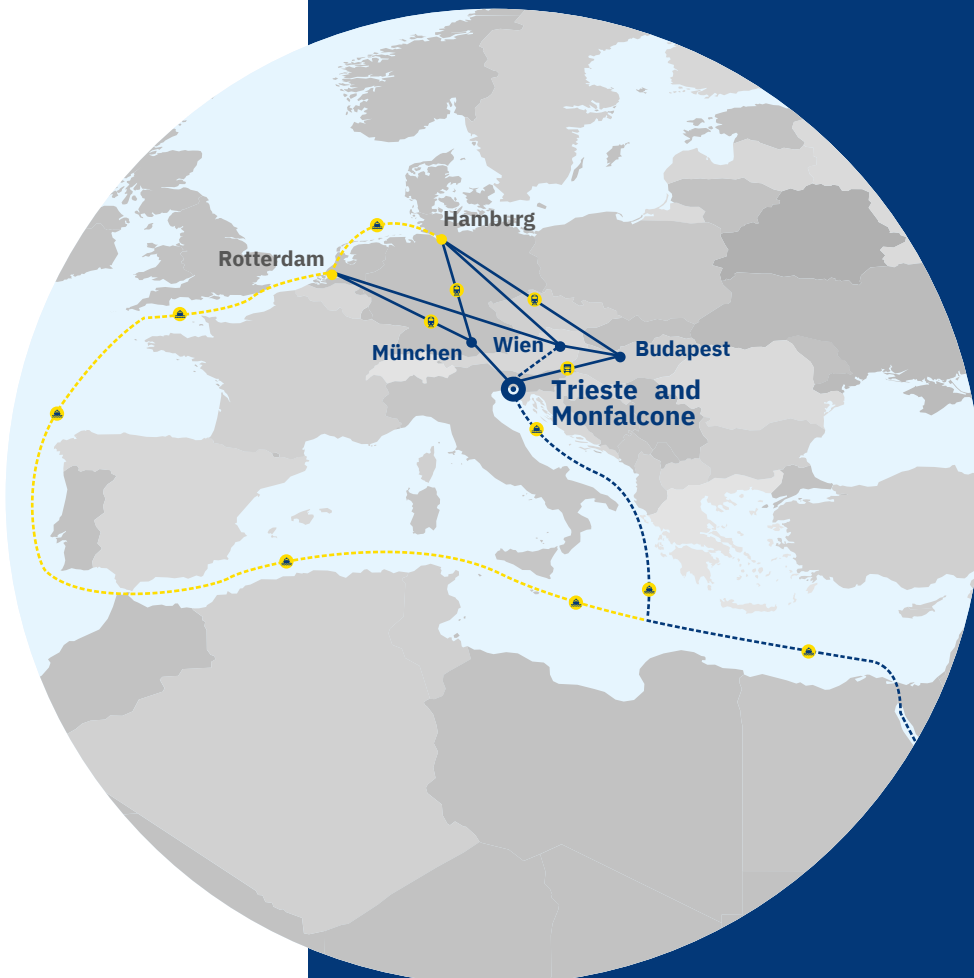 Hamburg
Rotterdam
München
Wien
Budapest
Trieste and
Monfalcone